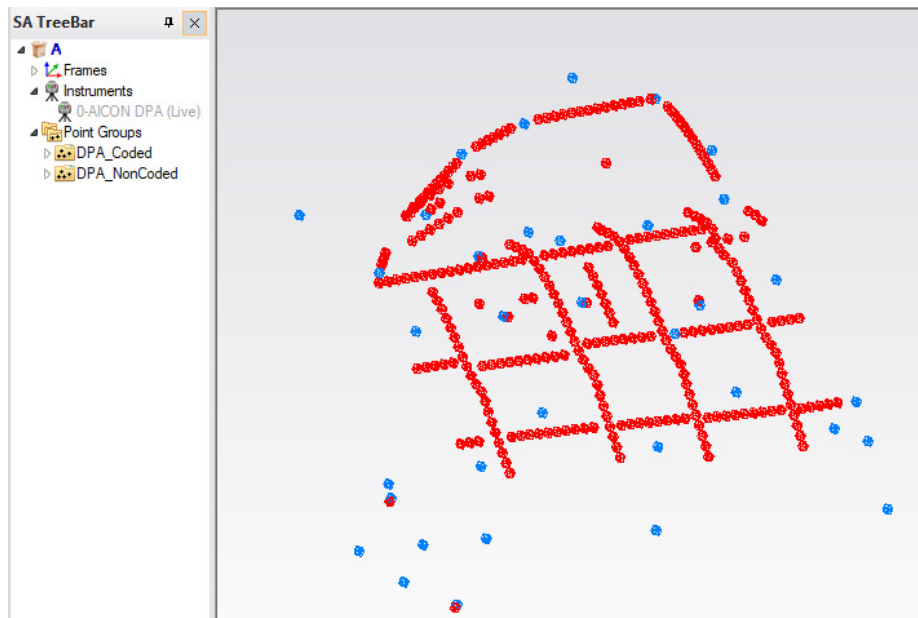 SA TreeBar
A
Frames
Instruments
0-AICON DPA (Live)
Point Groups
DPA_Coded
DPA_NonCoded